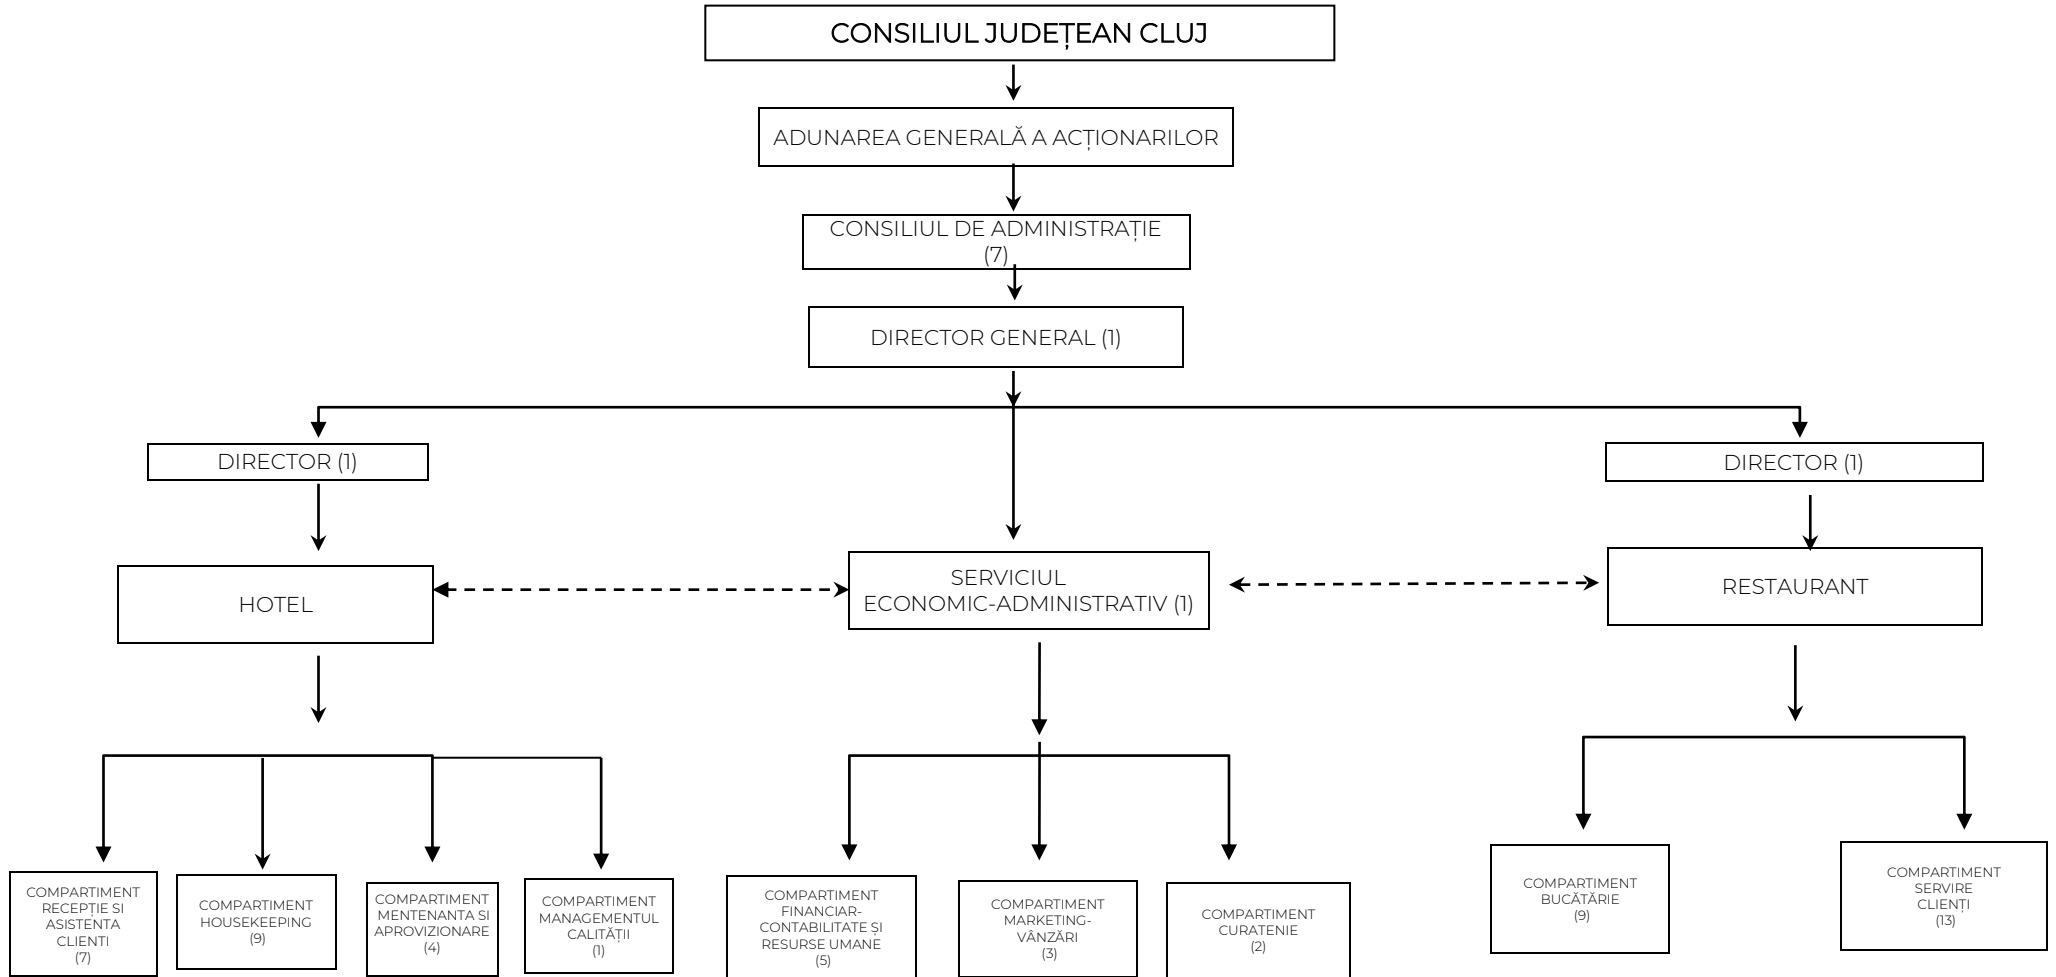 CONSILIUL JUDEȚEAN CLUJ
ADUNAREA GENERALĂ A ACȚIONARILOR
CONSILIUL DE ADMINISTRAȚIE
(7)
DIRECTOR GENERAL (1)
DIRECTOR (1)
DIRECTOR (1)
HOTEL
SERVICIUL
ECONOMIC-ADMINISTRATIV (1)
RESTAURANT
COMPARTIMENT
RECEPȚIE SI
ASISTENTA
CLIENTI
(7)
COMPARTIMENT
HOUSEKEEPING
(9)
COMPARTIMENT
MENTENANTA SI
APROVIZIONARE
(4)
COMPARTIMENT
MANAGEMENTUL
CALITĂȚII
(1)
COMPARTIMENT
FINANCIAR-
CONTABILITATE ȘI
RESURSE UMANE
(5)
COMPARTIMENT
MARKETING-
VÂNZĂRI
(3)
COMPARTIMENT
CURATENIE
(2)
COMPARTIMENT
BUCĂTĂRIE
(9)
COMPARTIMENT
SERVIRE
CLIENȚI
(13)